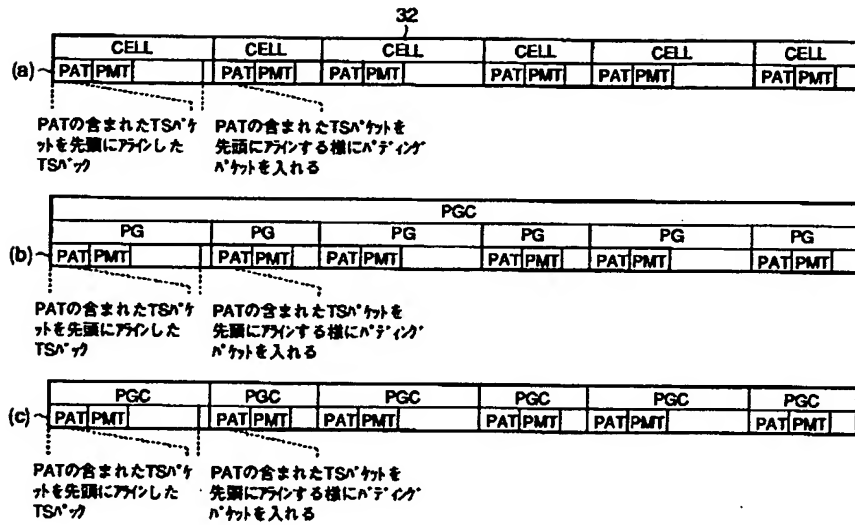 32
CELL CELL CELL CELL CELL CELL
(a) PAT PMT PAT PMT PAT PMT PAT PMT PAT PMT PAT PMT
PATの含まれたTSパケ PATの含まれたTSパケットを
ットを先頭にアラインした 先頭にアラインする様にパディング
TSパック パケットを入れる
PGC
PG PG PG PG PG PG
(b) PAT PMT PAT PMT PAT PMT PAT PMT PAT PMT PAT PMT
PATの含まれたTSパケ PATの含まれたTSパケットを
ットを先頭にアラインした 先頭にアラインする様にパディング
TSパック パケットを入れる
PGC PGC PGC PGC PGC PGC
(c) PAT PMT PAT PMT PAT PMT PAT PMT PAT PMT PAT PMT
PATの含まれたTSパケ PATの含まれたTSパケットを
ットを先頭にアラインした 先頭にアラインする様にパディング
TSパック パケットを入れる